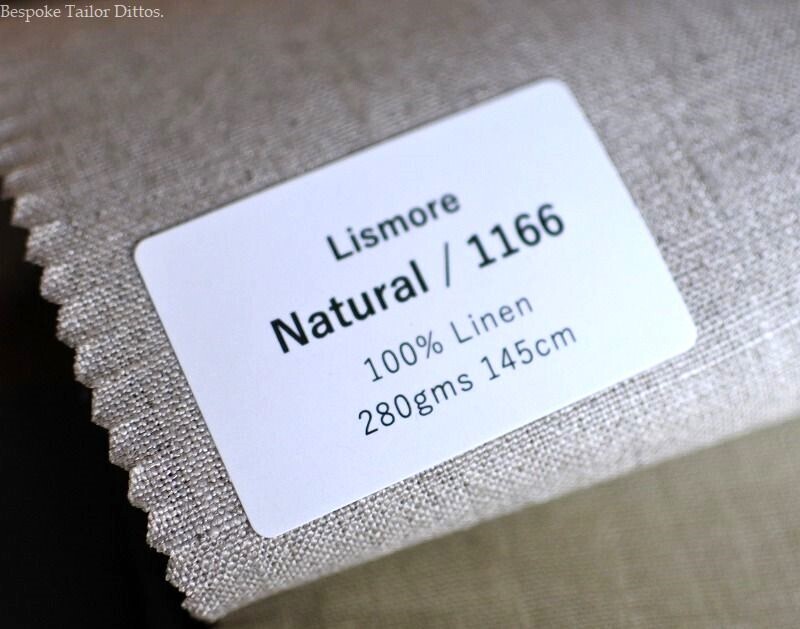 Bespoke Tailor Dittos.
Lismore
Natural / 1166
100% Linen
280gms 145cm